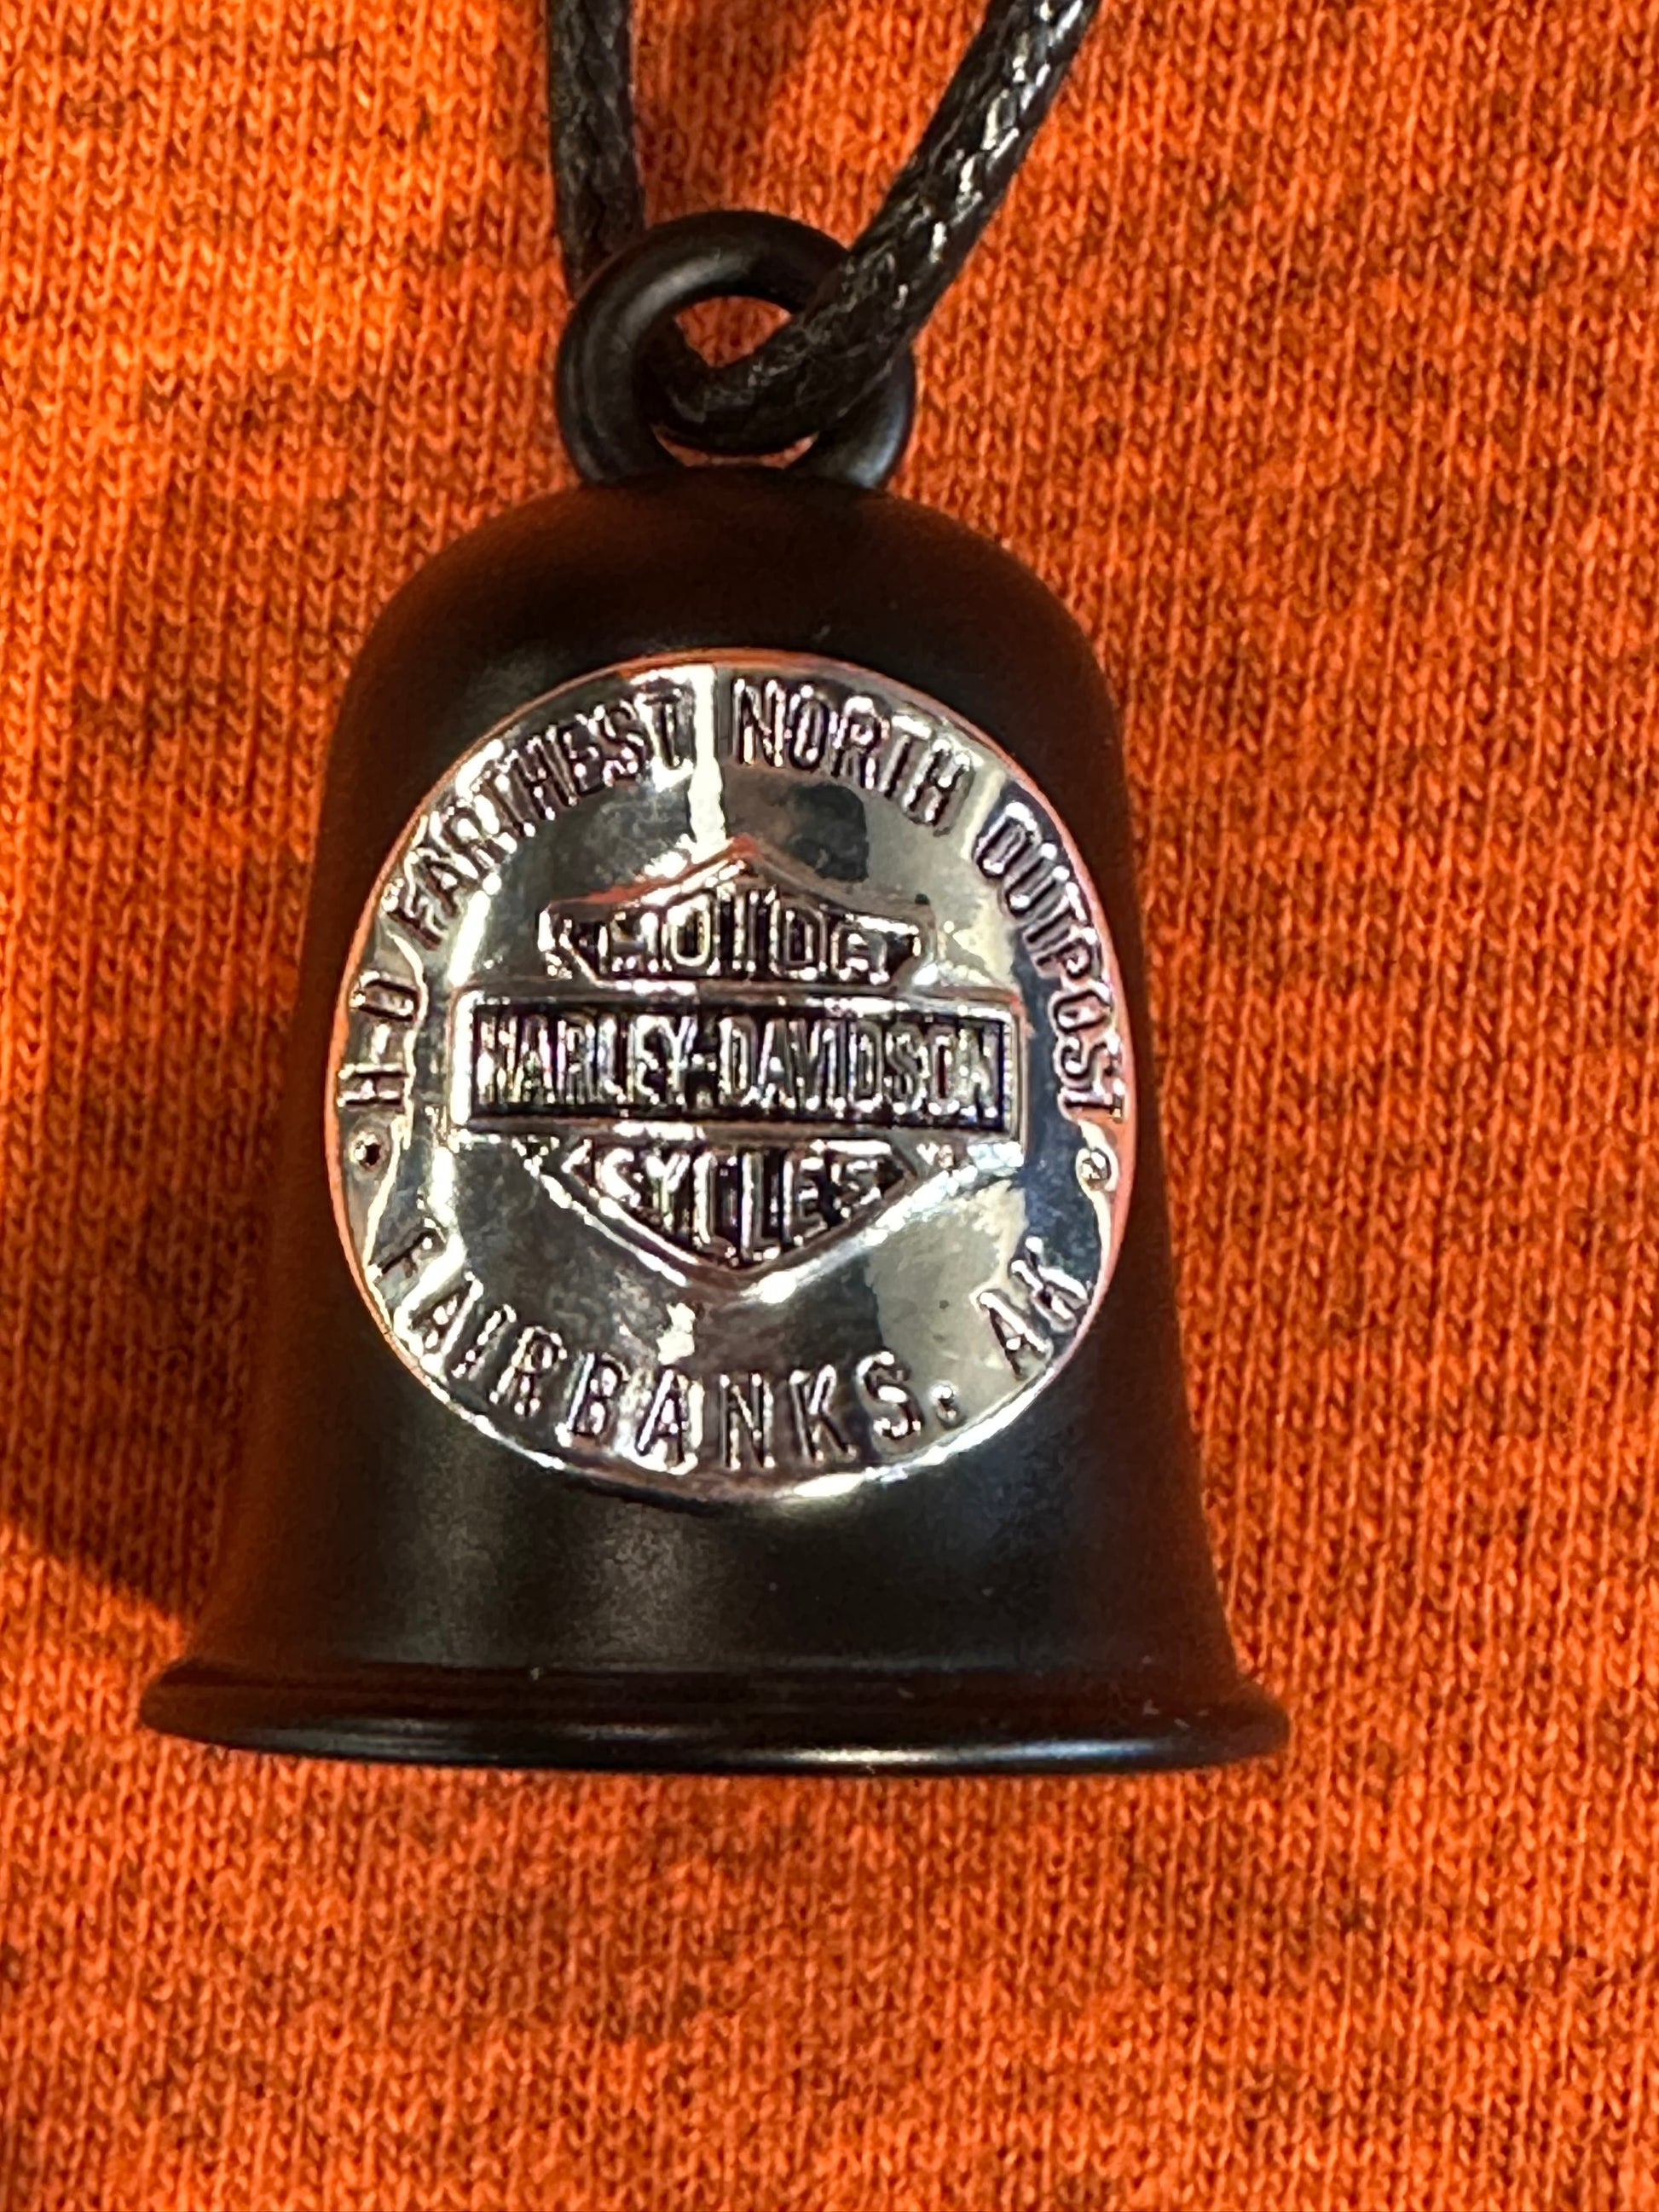 • H-D FARTHEST NORTH OUTPOST •
MOTOR
HARLEY-DAVIDSON
CYCLES
FAIRBANKS, AK